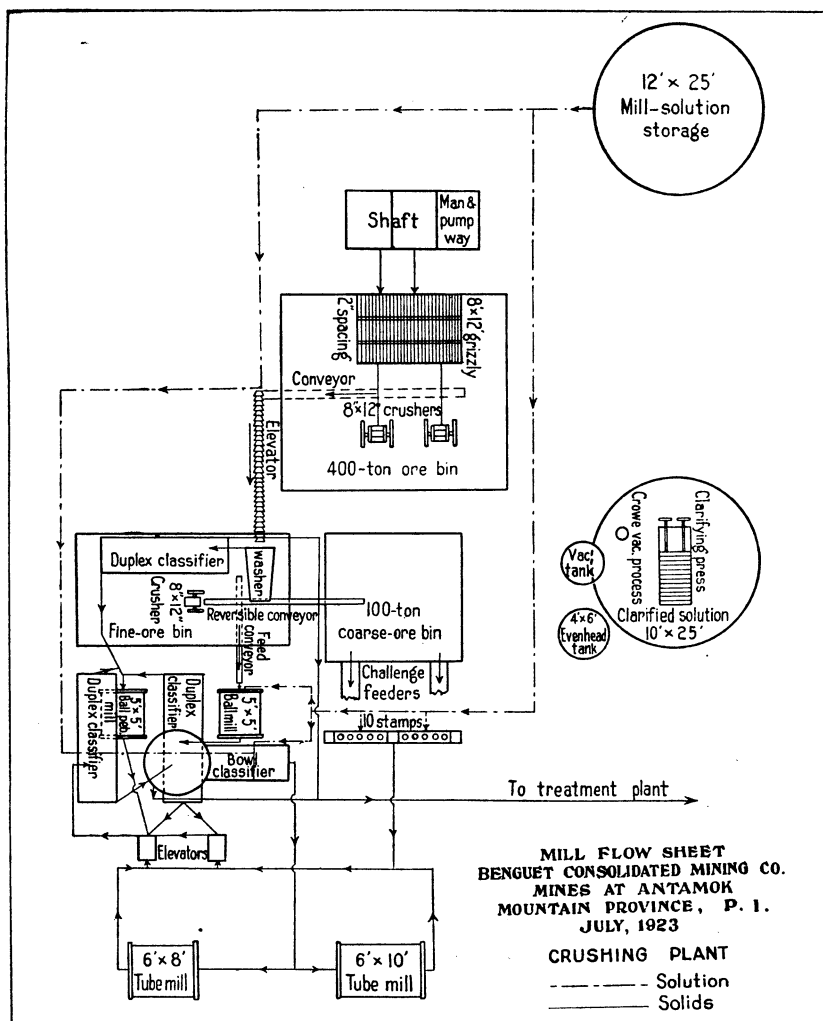 12' × 25'
Mill-solution
storage
Shaft
Man &
pump
way
2" spacing
8'×12' grizzly
Conveyor
8"×12" crushers
Elevator
400-ton ore bin
Duplex classifier
washer
8"×12"
Crusher
Reversible conveyor
Fine-ore bin
Feed
conveyor
100-ton
coarse-ore bin
Challenge
feeders
10 stamps
Crowe vac. process
Clarifying press
Vac.
tank
Clarified solution
10' × 25'
4'×6'
Evenhead
tank
Duplex classifier
5'× 5'
Ball peb.
mill
Duplex
classifier
5'× 5'
Ball mill
Bowl
classifier
To treatment plant
Elevators
6' × 8'
Tube mill
6' × 10'
Tube mill
MILL FLOW SHEET
BENGUET CONSOLIDATED MINING CO.
MINES AT ANTAMOK
MOUNTAIN PROVINCE, P. I.
JULY, 1923
CRUSHING PLANT
Solution
Solids